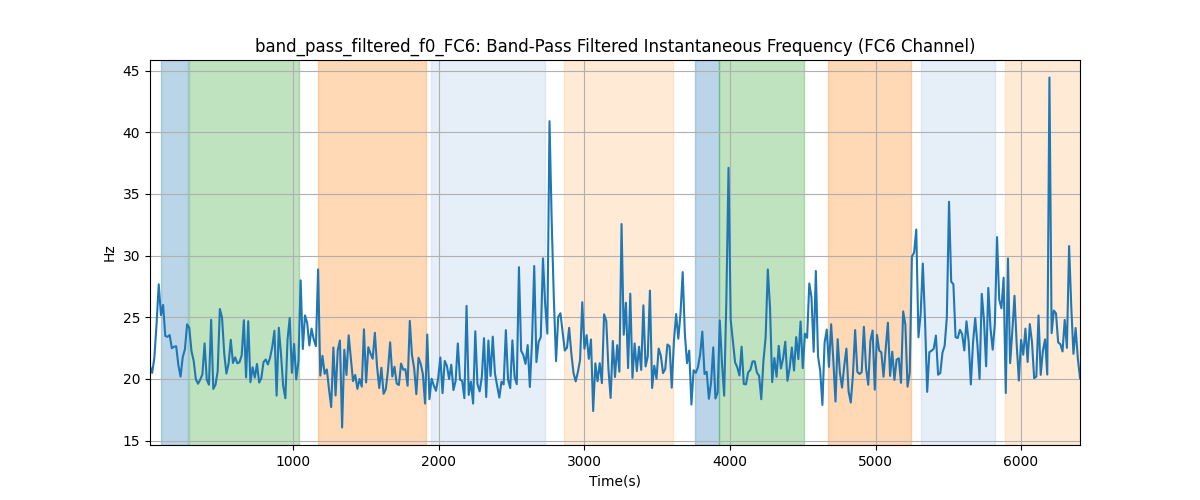 band_pass_filtered_f0_FC6: Band-Pass Filtered Instantaneous Frequency (FC6 Channel)
45
40
35
30
25
20
15
Hz
1000 2000 3000 4000 5000 6000
Time(s)